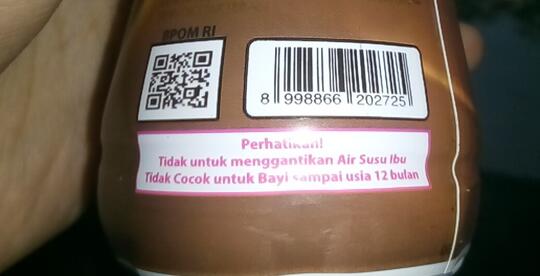 BPOM RI
8 998866 202725
Perhatikan!
Tidak untuk menggantikan Air Susu Ibu
Tidak Cocok untuk Bayi sampai usia 12 bulan